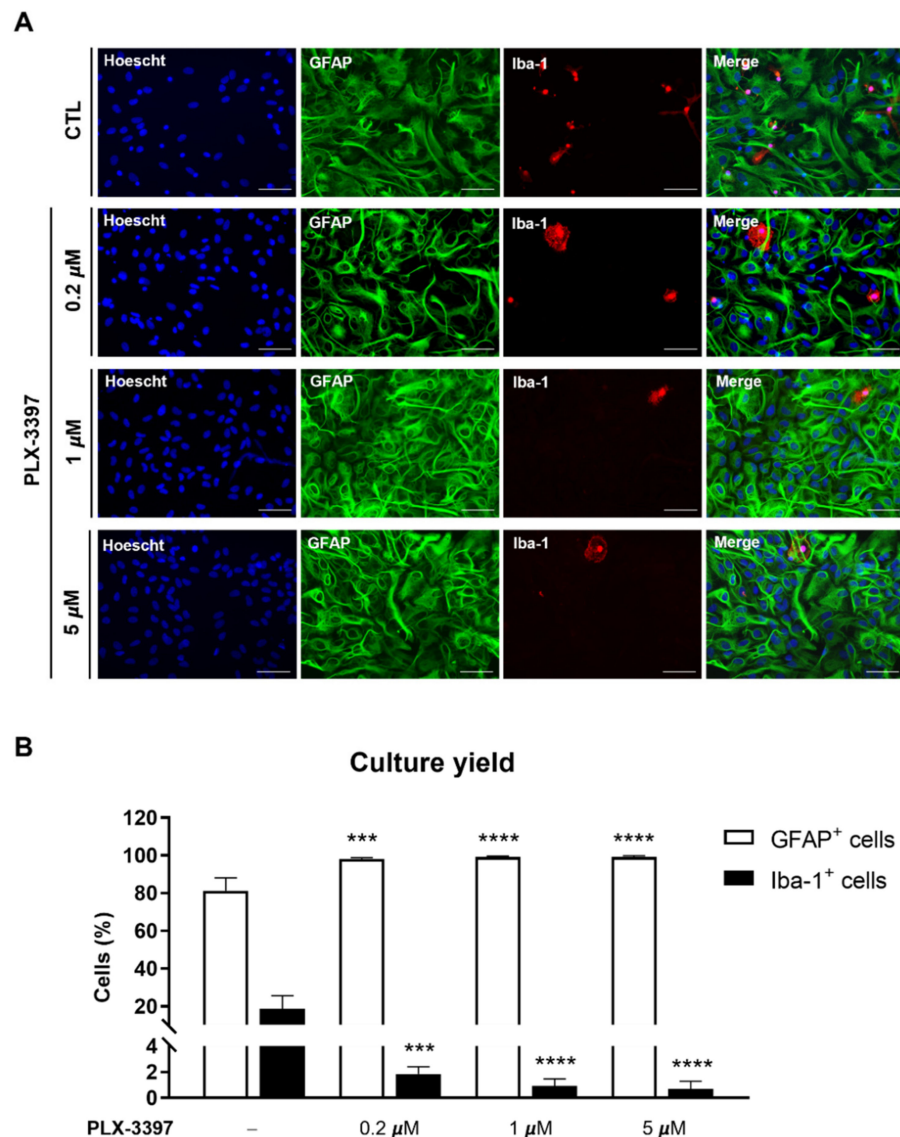 A
CTL
Hoescht
GFAP
Iba-1
Merge
PLX-3397
0.2 µM
Hoescht
GFAP
Iba-1
Merge
1 µM
Hoescht
GFAP
Iba-1
Merge
5 µM
Hoescht
GFAP
Iba-1
Merge
B
Culture yield
Cells (%)
120
100
80
60
40
20
4
2
0
***
****
****
***
****
****
GFAP⁺ cells
Iba-1⁺ cells
PLX-3397 – 0.2 µM 1 µM 5 µM